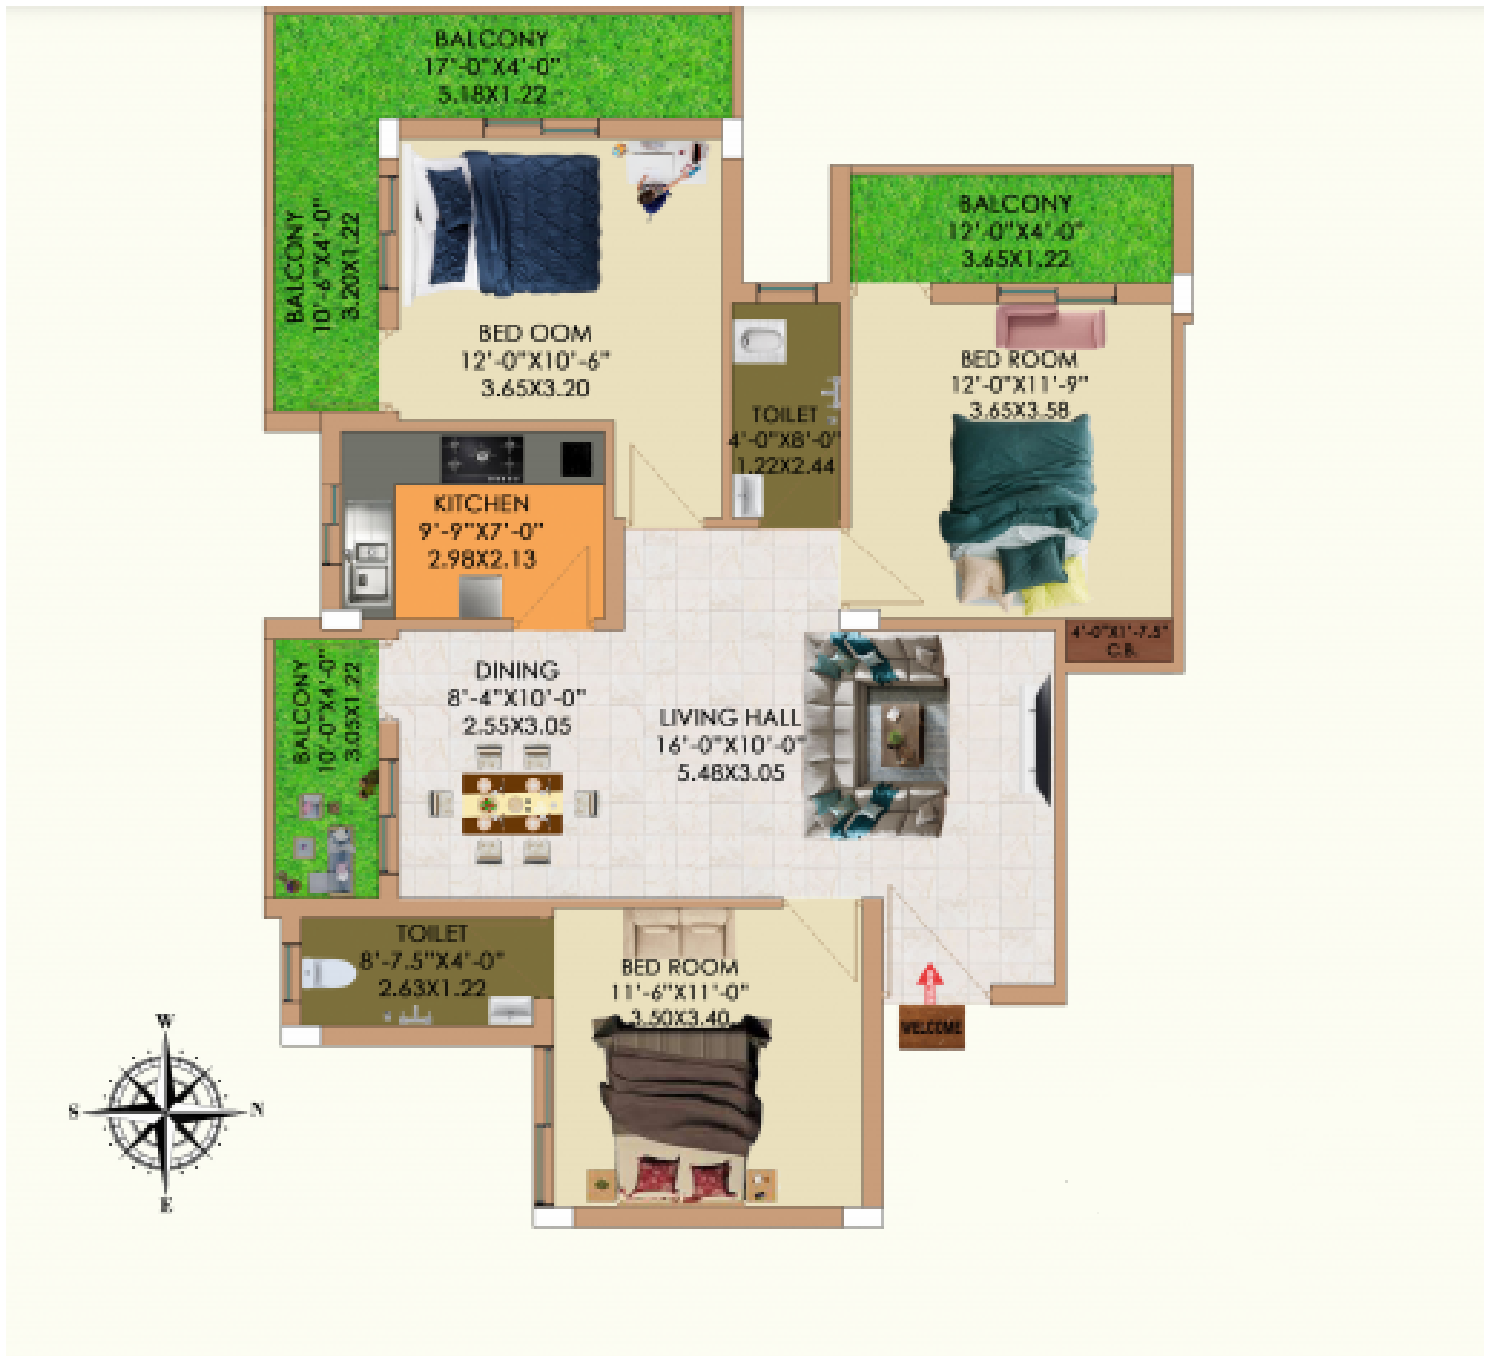 BALCONY
17'-0"X4'-0"
5.18X1.22
BALCONY
10'-6"X4'-0"
3.20X1.22
BALCONY
12'-0"X4'-0"
3.65X1.22
BED OOM
12'-0"X10'-6"
3.65X3.20
BED ROOM
12'-0"X11'-9"
3.65X3.58
TOILET
4'-0"X8'-0"
1.22X2.44
KITCHEN
9'-9"X7'-0"
2.98X2.13
4'-0"X1'-7.5"
C.B.
BALCONY
10'-0"X4'-0"
3.05X1.22
DINING
8'-4"X10'-0"
2.55X3.05
LIVING HALL
16'-0"X10'-0"
5.48X3.05
TOILET
8'-7.5"X4'-0"
2.63X1.22
BED ROOM
11'-6"X11'-0"
3.50X3.40
WELCOME
W
S
N
E